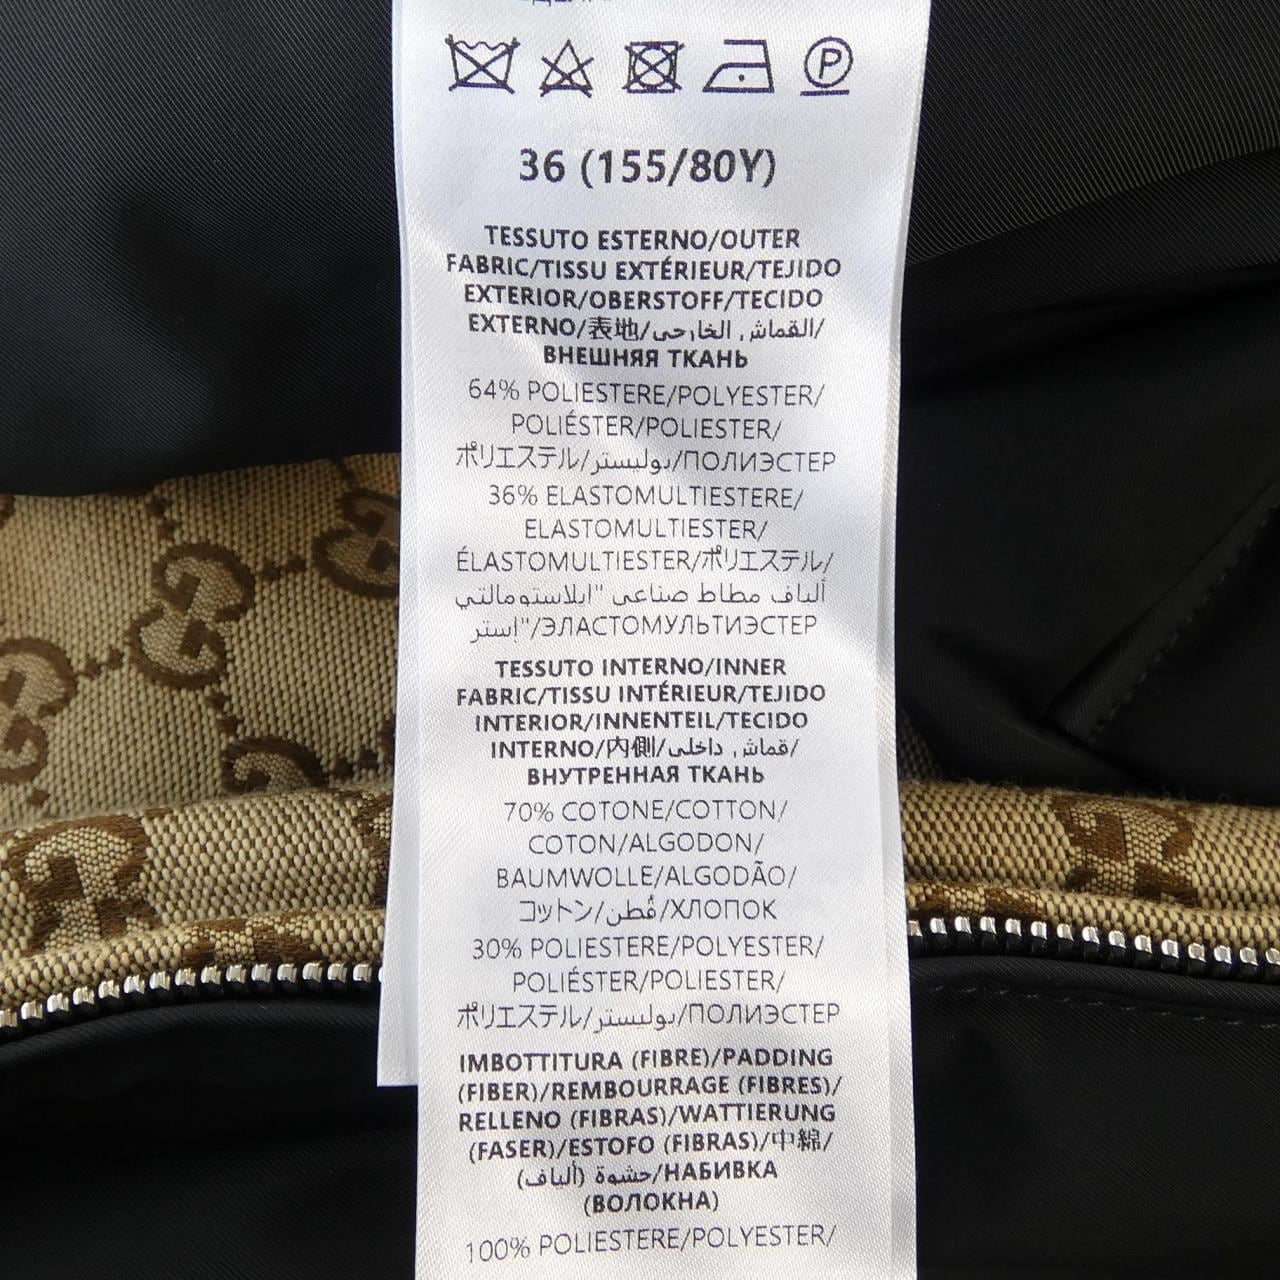 36 (155/80Y)
TESSUTO ESTERNO/OUTER
FABRIC/TISSU EXTÉRIEUR/TEJIDO
EXTERIOR/OBERSTOFF/TECIDO
EXTERNO/表地/القماش الخارجي/
ВНЕШНЯЯ ТКАНЬ
64% POLIESTERE/POLYESTER/
POLIÉSTER/POLIESTER/
ポリエステル/بوليستر/ПОЛИЭСТЕР
36% ELASTOMULTIESTERE/
ELASTOMULTIESTER/
ÉLASTOMULTIESTER/ポリエステル/
ألياف مطاط صناعي "ايلاستومالتي
استر"/ЭЛАСТОМУЛЬТИЭСТЕР
TESSUTO INTERNO/INNER
FABRIC/TISSU INTÉRIEUR/TEJIDO
INTERIOR/INNENTEIL/TECIDO
INTERNO/内側/قماش داخلي/
ВНУТРЕННАЯ ТКАНЬ
70% COTONE/COTTON/
COTON/ALGODON/
BAUMWOLLE/ALGODÃO/
コットン/قُطن/ХЛОПОК
30% POLIESTERE/POLYESTER/
POLIÉSTER/POLIESTER/
ポリエステル/بوليستر/ПОЛИЭСТЕР
IMBOTTITURA (FIBRE)/PADDING
(FIBER)/REMBOURRAGE (FIBRES)/
RELLENO (FIBRAS)/WATTIERUNG
(FASER)/ESTOFO (FIBRAS)/中綿/
حشوة (ألياف)/НАБИВКА
(ВОЛОКНА)
100% POLIESTERE/POLYESTER/